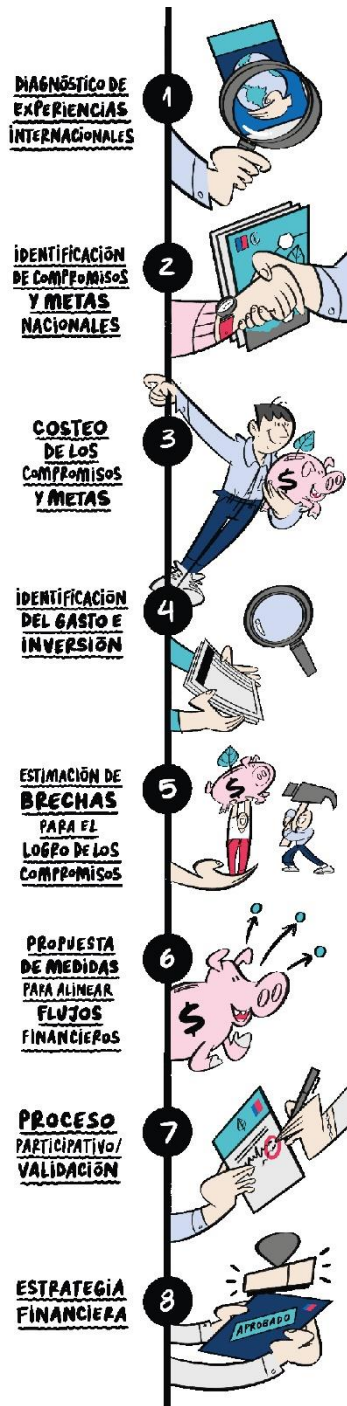 1
DIAGNÓSTICO DE
EXPERIENCIAS
INTERNACIONALES
2
IDENTIFICACIÓN
DE COMPROMISOS
Y METAS
NACIONALES
3
COSTEO
DE LOS
COMPROMISOS
Y METAS
$
4
IDENTIFICACIÓN
DEL GASTO E
INVERSIÓN
5
ESTIMACIÓN DE
BRECHAS
PARA EL
LOGRO DE LOS
COMPROMISOS
$
6
PROPUESTA
DE MEDIDAS
PARA ALINEAR
FLUJOS
FINANCIEROS
$
7
PROCESO
PARTICIPATIVO/
VALIDACIÓN
8
ESTRATEGIA
FINANCIERA
APROBADO